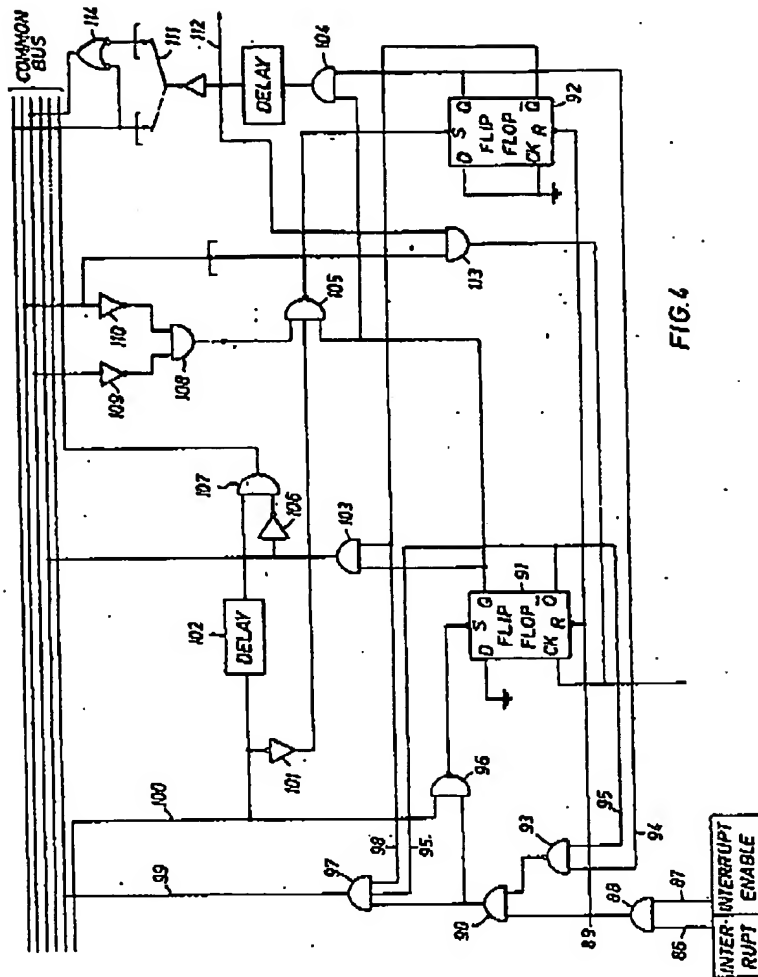 COMMON
BUS
114
111
112
104
DELAY
Q
Q̄
92
S
FLIP
R
D
FLOP
CK
105
113
110
109
108
FIG.4
107
106
103
102
DELAY
101
100
91
Q
Q̄
S
FLIP
R
D
FLOP
CK
96
99
98
95
97
93
95
94
90
89
88
87
86
INTER-
RUPT
INTERRUPT
ENABLE